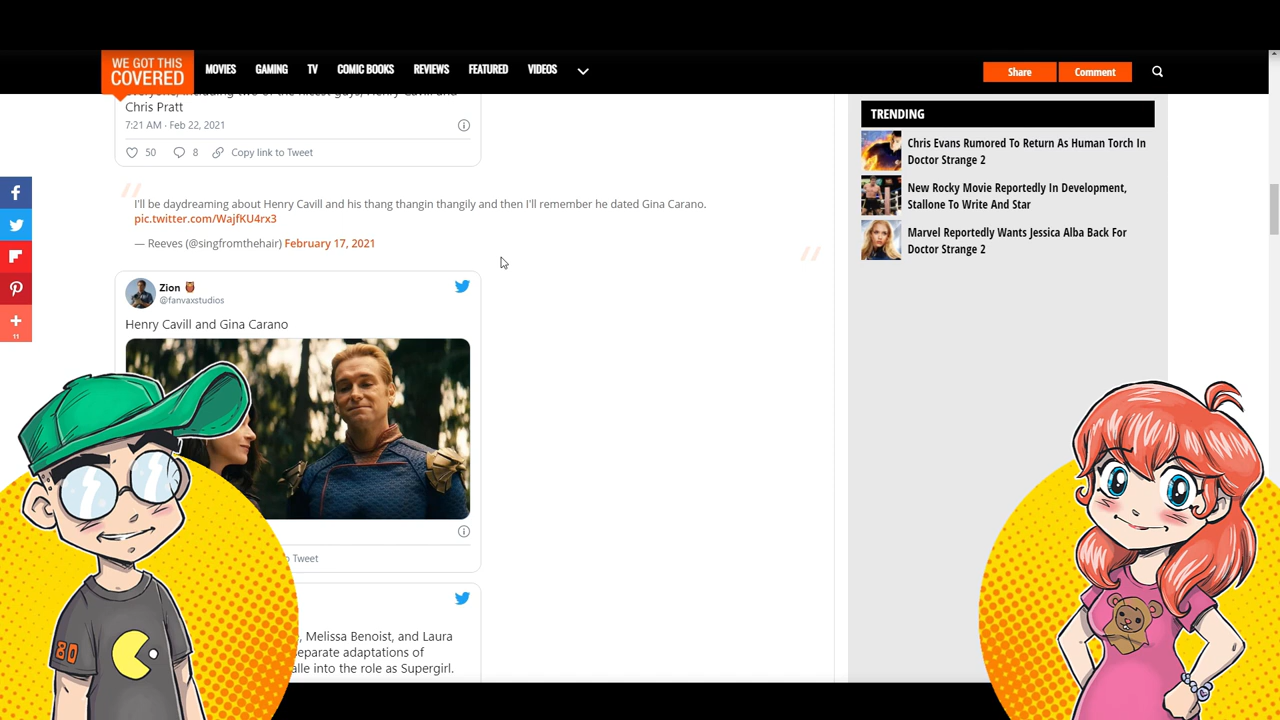 WE GOT THIS
COVERED
MOVIES
GAMING
TV
COMIC BOOKS
REVIEWS
FEATURED
VIDEOS
Share
Comment
Chris Pratt
7:21 AM · Feb 22, 2021
50
8
Copy link to Tweet
I'll be daydreaming about Henry Cavill and his thang thangin thangily and then I'll remember he dated Gina Carano.
pic.twitter.com/WajfKU4rx3
— Reeves (@singfromthehair) February 17, 2021
Zion
@fanvaxstudios
Henry Cavill and Gina Carano
to Tweet
, Melissa Benoist, and Laura
separate adaptations of
alle into the role as Supergirl.
11
TRENDING
Chris Evans Rumored To Return As Human Torch In
Doctor Strange 2
New Rocky Movie Reportedly In Development,
Stallone To Write And Star
Marvel Reportedly Wants Jessica Alba Back For
Doctor Strange 2
80